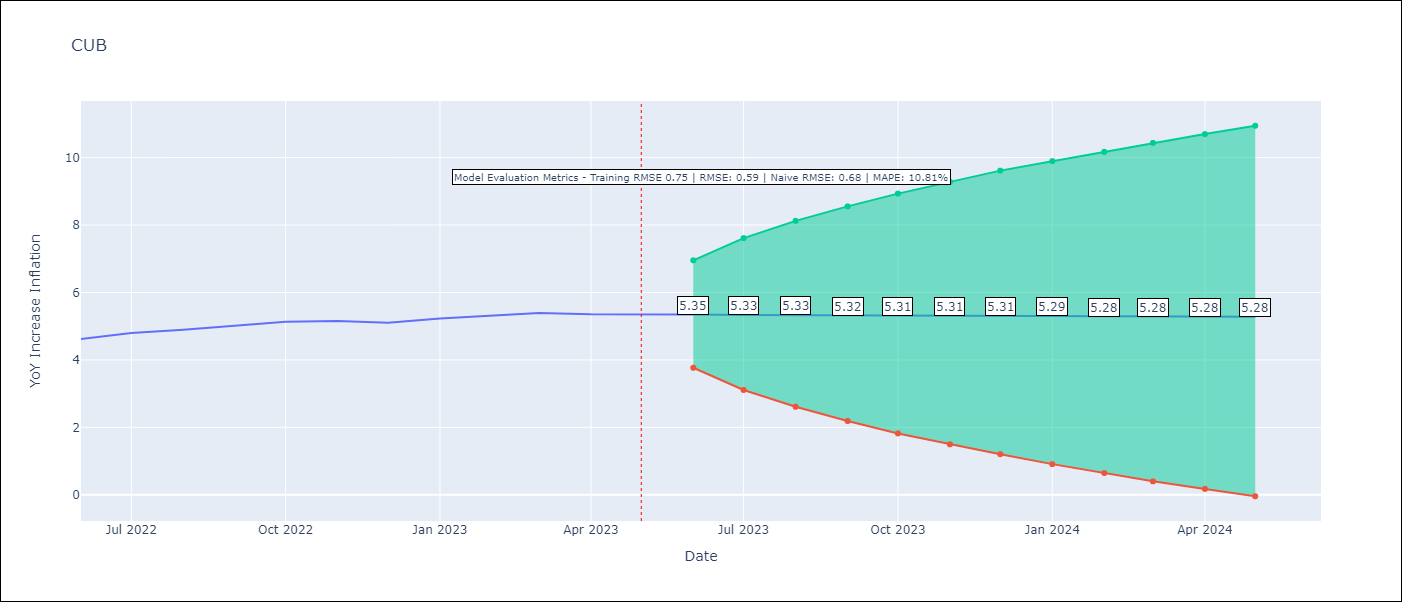 CUB
10
8
6
4
2
0
YoY Increase Inflation
Model Evaluation Metrics - Training RMSE 0.75 | RMSE: 0.59 | Naive RMSE: 0.68 | MAPE: 10.81%
5.35 5.33 5.33 5.32 5.31 5.31 5.31 5.29 5.28 5.28 5.28 5.28
Jul 2022 Oct 2022 Jan 2023 Apr 2023 Jul 2023 Oct 2023 Jan 2024 Apr 2024
Date